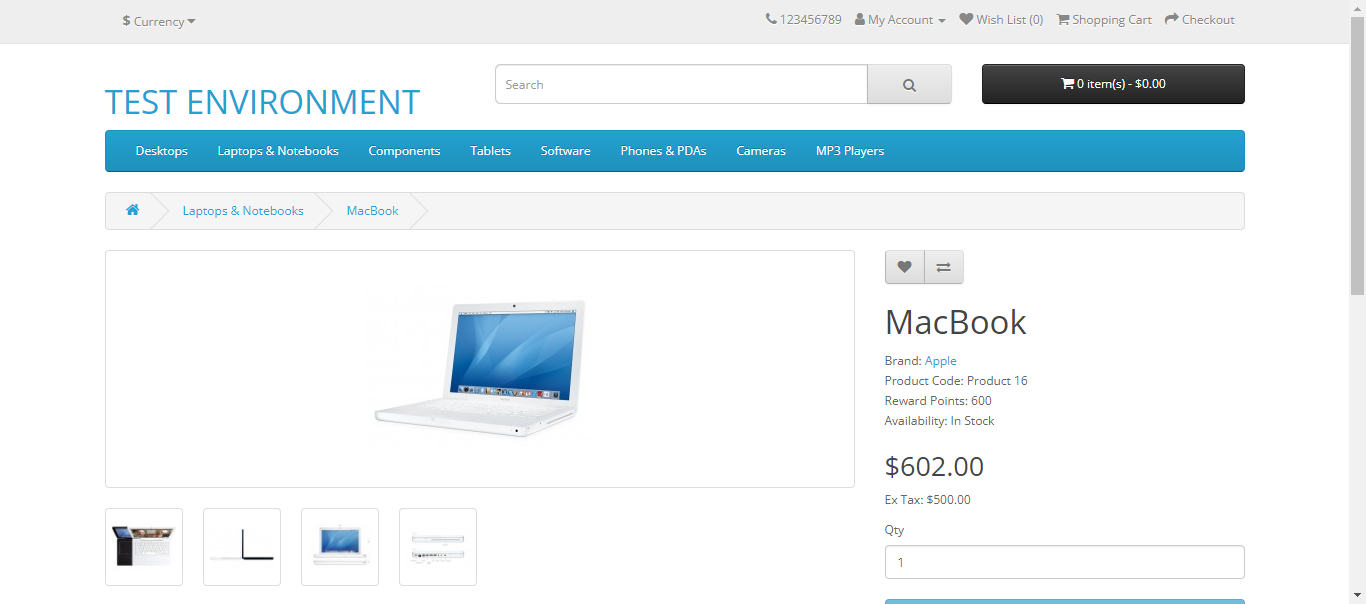 $ Currency
123456789 My Account Wish List (0) Shopping Cart Checkout
TEST ENVIRONMENT
Search
0 item(s) - $0.00
Desktops Laptops & Notebooks Components Tablets Software Phones & PDAs Cameras MP3 Players
Laptops & Notebooks MacBook
MacBook
Brand: Apple
Product Code: Product 16
Reward Points: 600
Availability: In Stock
$602.00
Ex Tax: $500.00
Qty
1